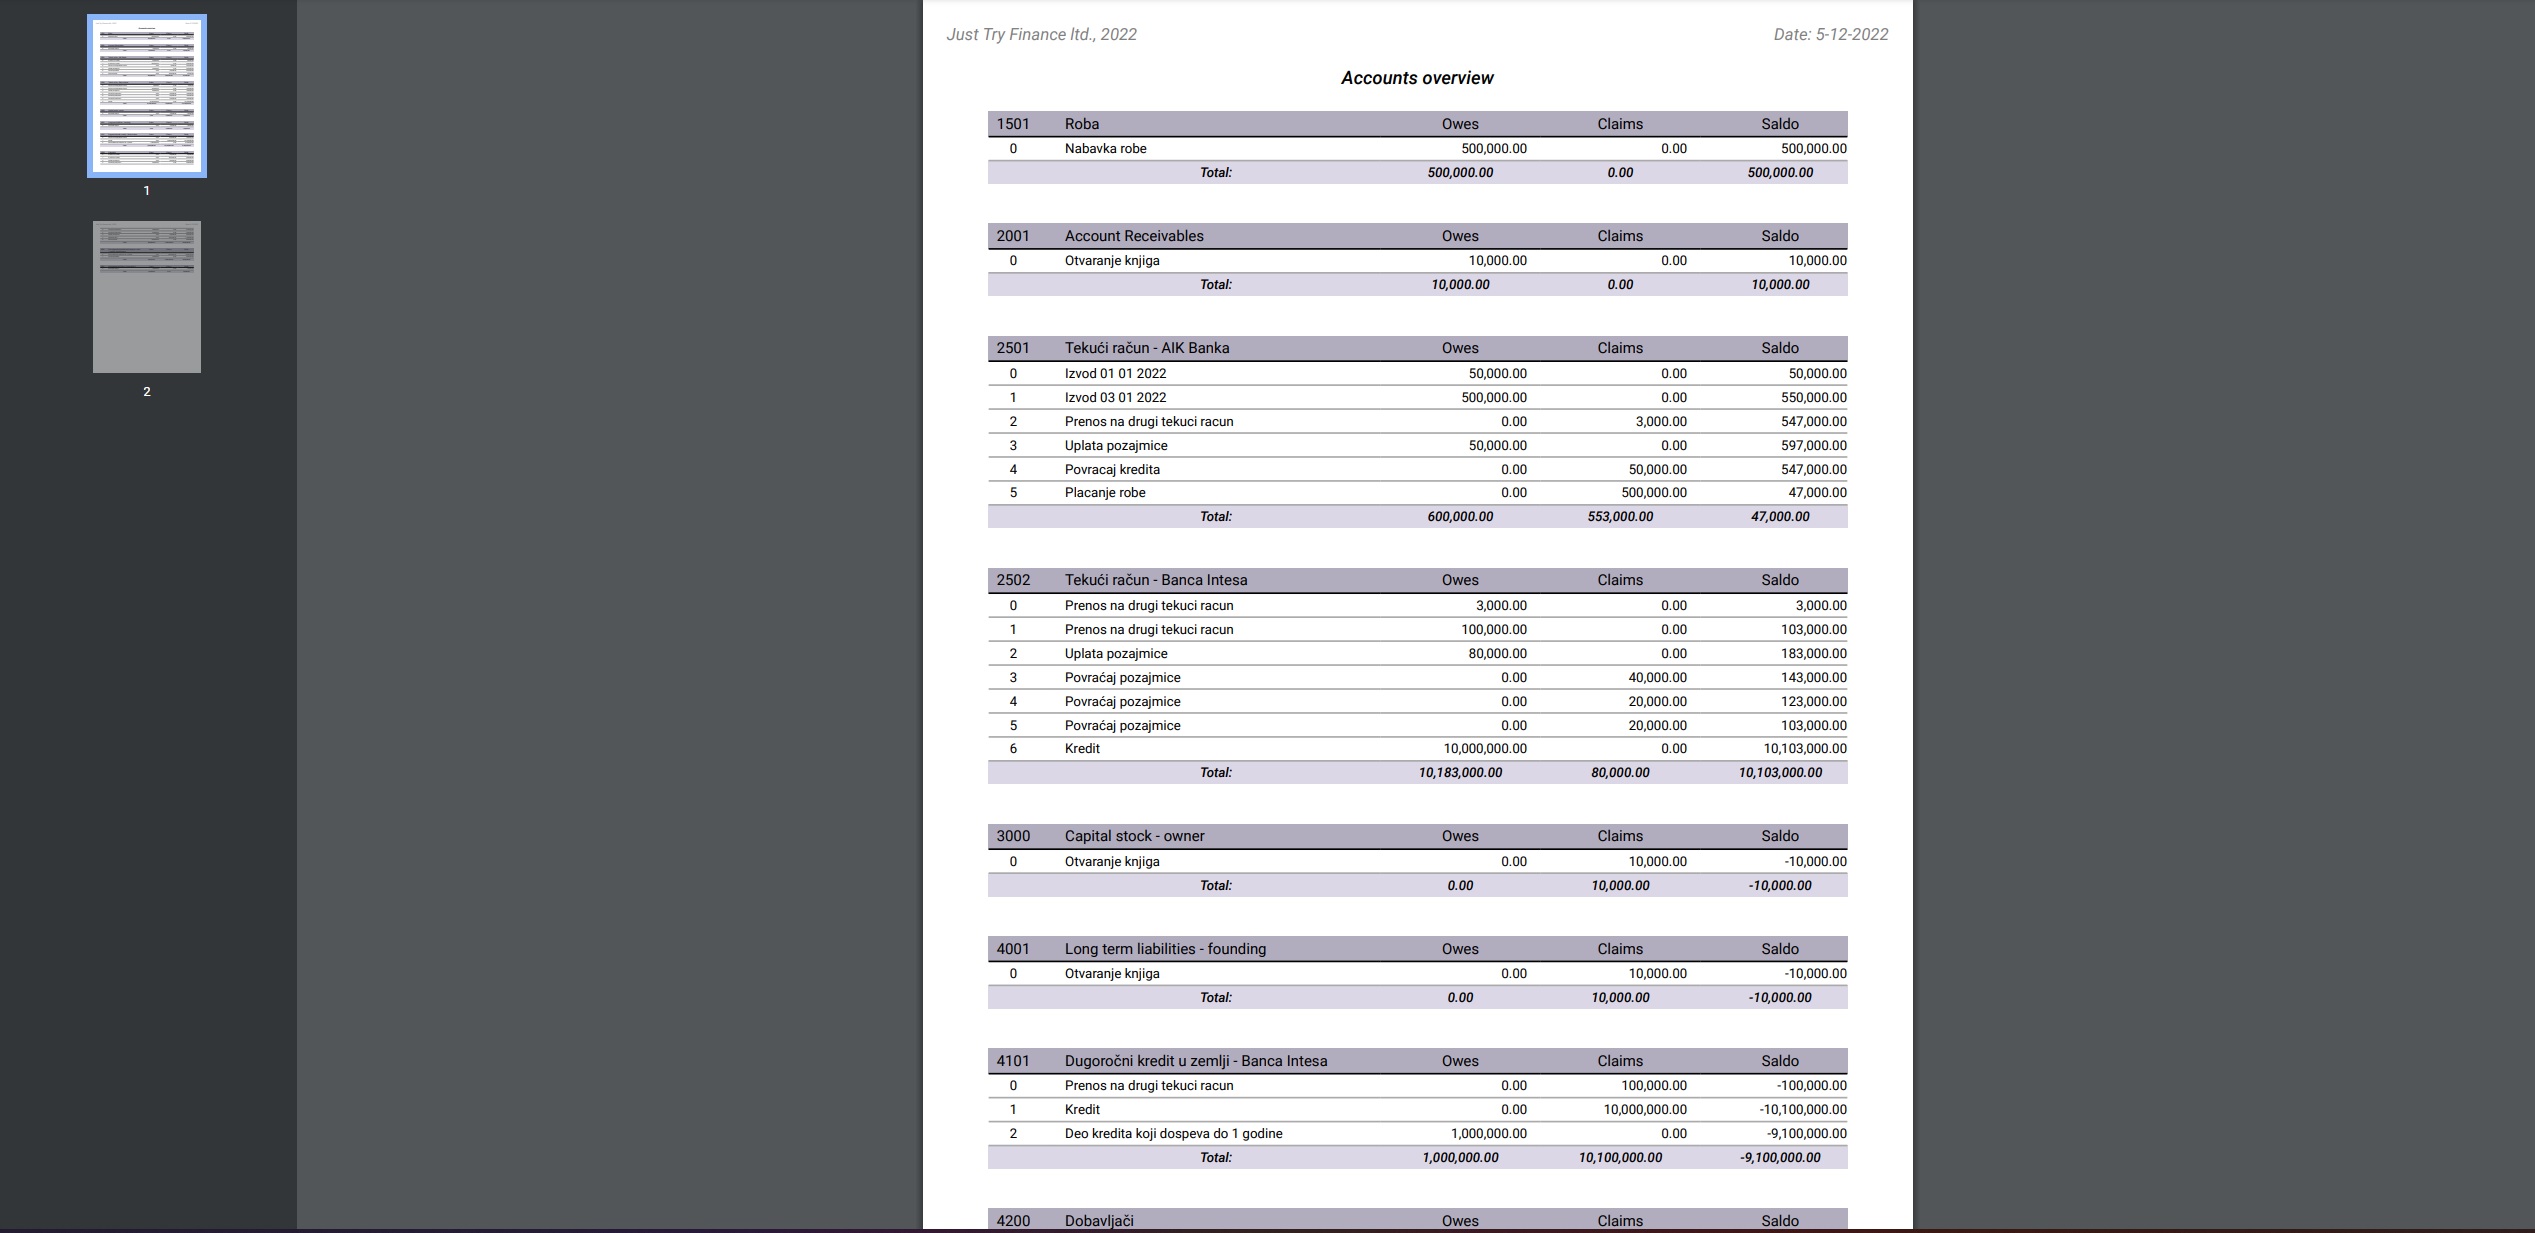 Just Try Finance ltd., 2022 Date: 5-12-2022
Accounts overview
1501 Roba Owes Claims Saldo
0 Nabavka robe 500,000.00 0.00 500,000.00
Total: 500,000.00 0.00 500,000.00
2001 Account Receivables Owes Claims Saldo
0 Otvaranje knjiga 10,000.00 0.00 10,000.00
Total: 10,000.00 0.00 10,000.00
2501 Tekući račun - AIK Banka Owes Claims Saldo
0 Izvod 01 01 2022 50,000.00 0.00 50,000.00
1 Izvod 03 01 2022 500,000.00 0.00 550,000.00
2 Prenos na drugi tekuci racun 0.00 3,000.00 547,000.00
3 Uplata pozajmice 50,000.00 0.00 597,000.00
4 Povracaj kredita 0.00 50,000.00 547,000.00
5 Placanje robe 0.00 500,000.00 47,000.00
Total: 600,000.00 553,000.00 47,000.00
2502 Tekući račun - Banca Intesa Owes Claims Saldo
0 Prenos na drugi tekuci racun 3,000.00 0.00 3,000.00
1 Prenos na drugi tekuci racun 100,000.00 0.00 103,000.00
2 Uplata pozajmice 80,000.00 0.00 183,000.00
3 Povraćaj pozajmice 0.00 40,000.00 143,000.00
4 Povraćaj pozajmice 0.00 20,000.00 123,000.00
5 Povraćaj pozajmice 0.00 20,000.00 103,000.00
6 Kredit 10,000,000.00 0.00 10,103,000.00
Total: 10,183,000.00 80,000.00 10,103,000.00
3000 Capital stock - owner Owes Claims Saldo
0 Otvaranje knjiga 0.00 10,000.00 -10,000.00
Total: 0.00 10,000.00 -10,000.00
4001 Long term liabilities - founding Owes Claims Saldo
0 Otvaranje knjiga 0.00 10,000.00 -10,000.00
Total: 0.00 10,000.00 -10,000.00
4101 Dugoročni kredit u zemlji - Banca Intesa Owes Claims Saldo
0 Prenos na drugi tekuci racun 0.00 100,000.00 -100,000.00
1 Kredit 0.00 10,000,000.00 -10,100,000.00
2 Deo kredita koji dospeva do 1 godine 1,000,000.00 0.00 -9,100,000.00
Total: 1,000,000.00 10,100,000.00 -9,100,000.00
4200 Dobavljači Owes Claims Saldo
1
2